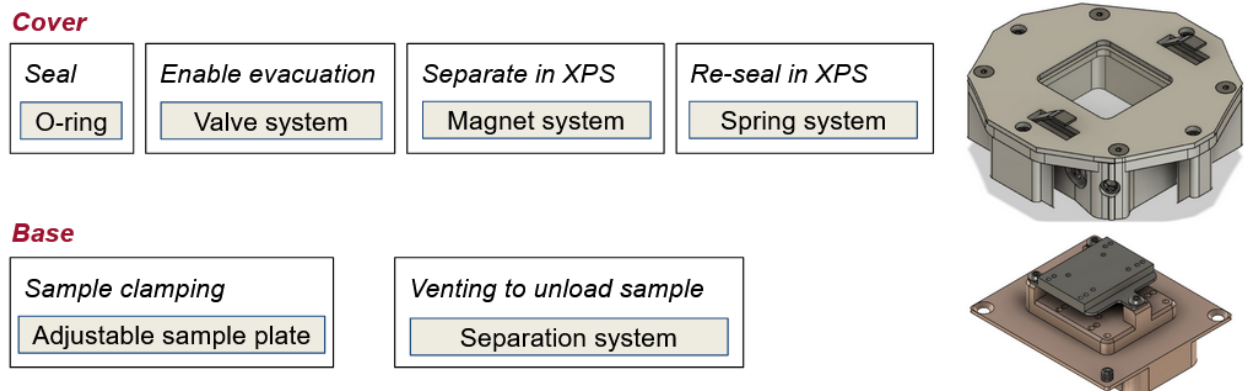 Cover
Seal
O-ring
Enable evacuation
Valve system
Separate in XPS
Magnet system
Re-seal in XPS
Spring system
Base
Sample clamping
Adjustable sample plate
Venting to unload sample
Separation system